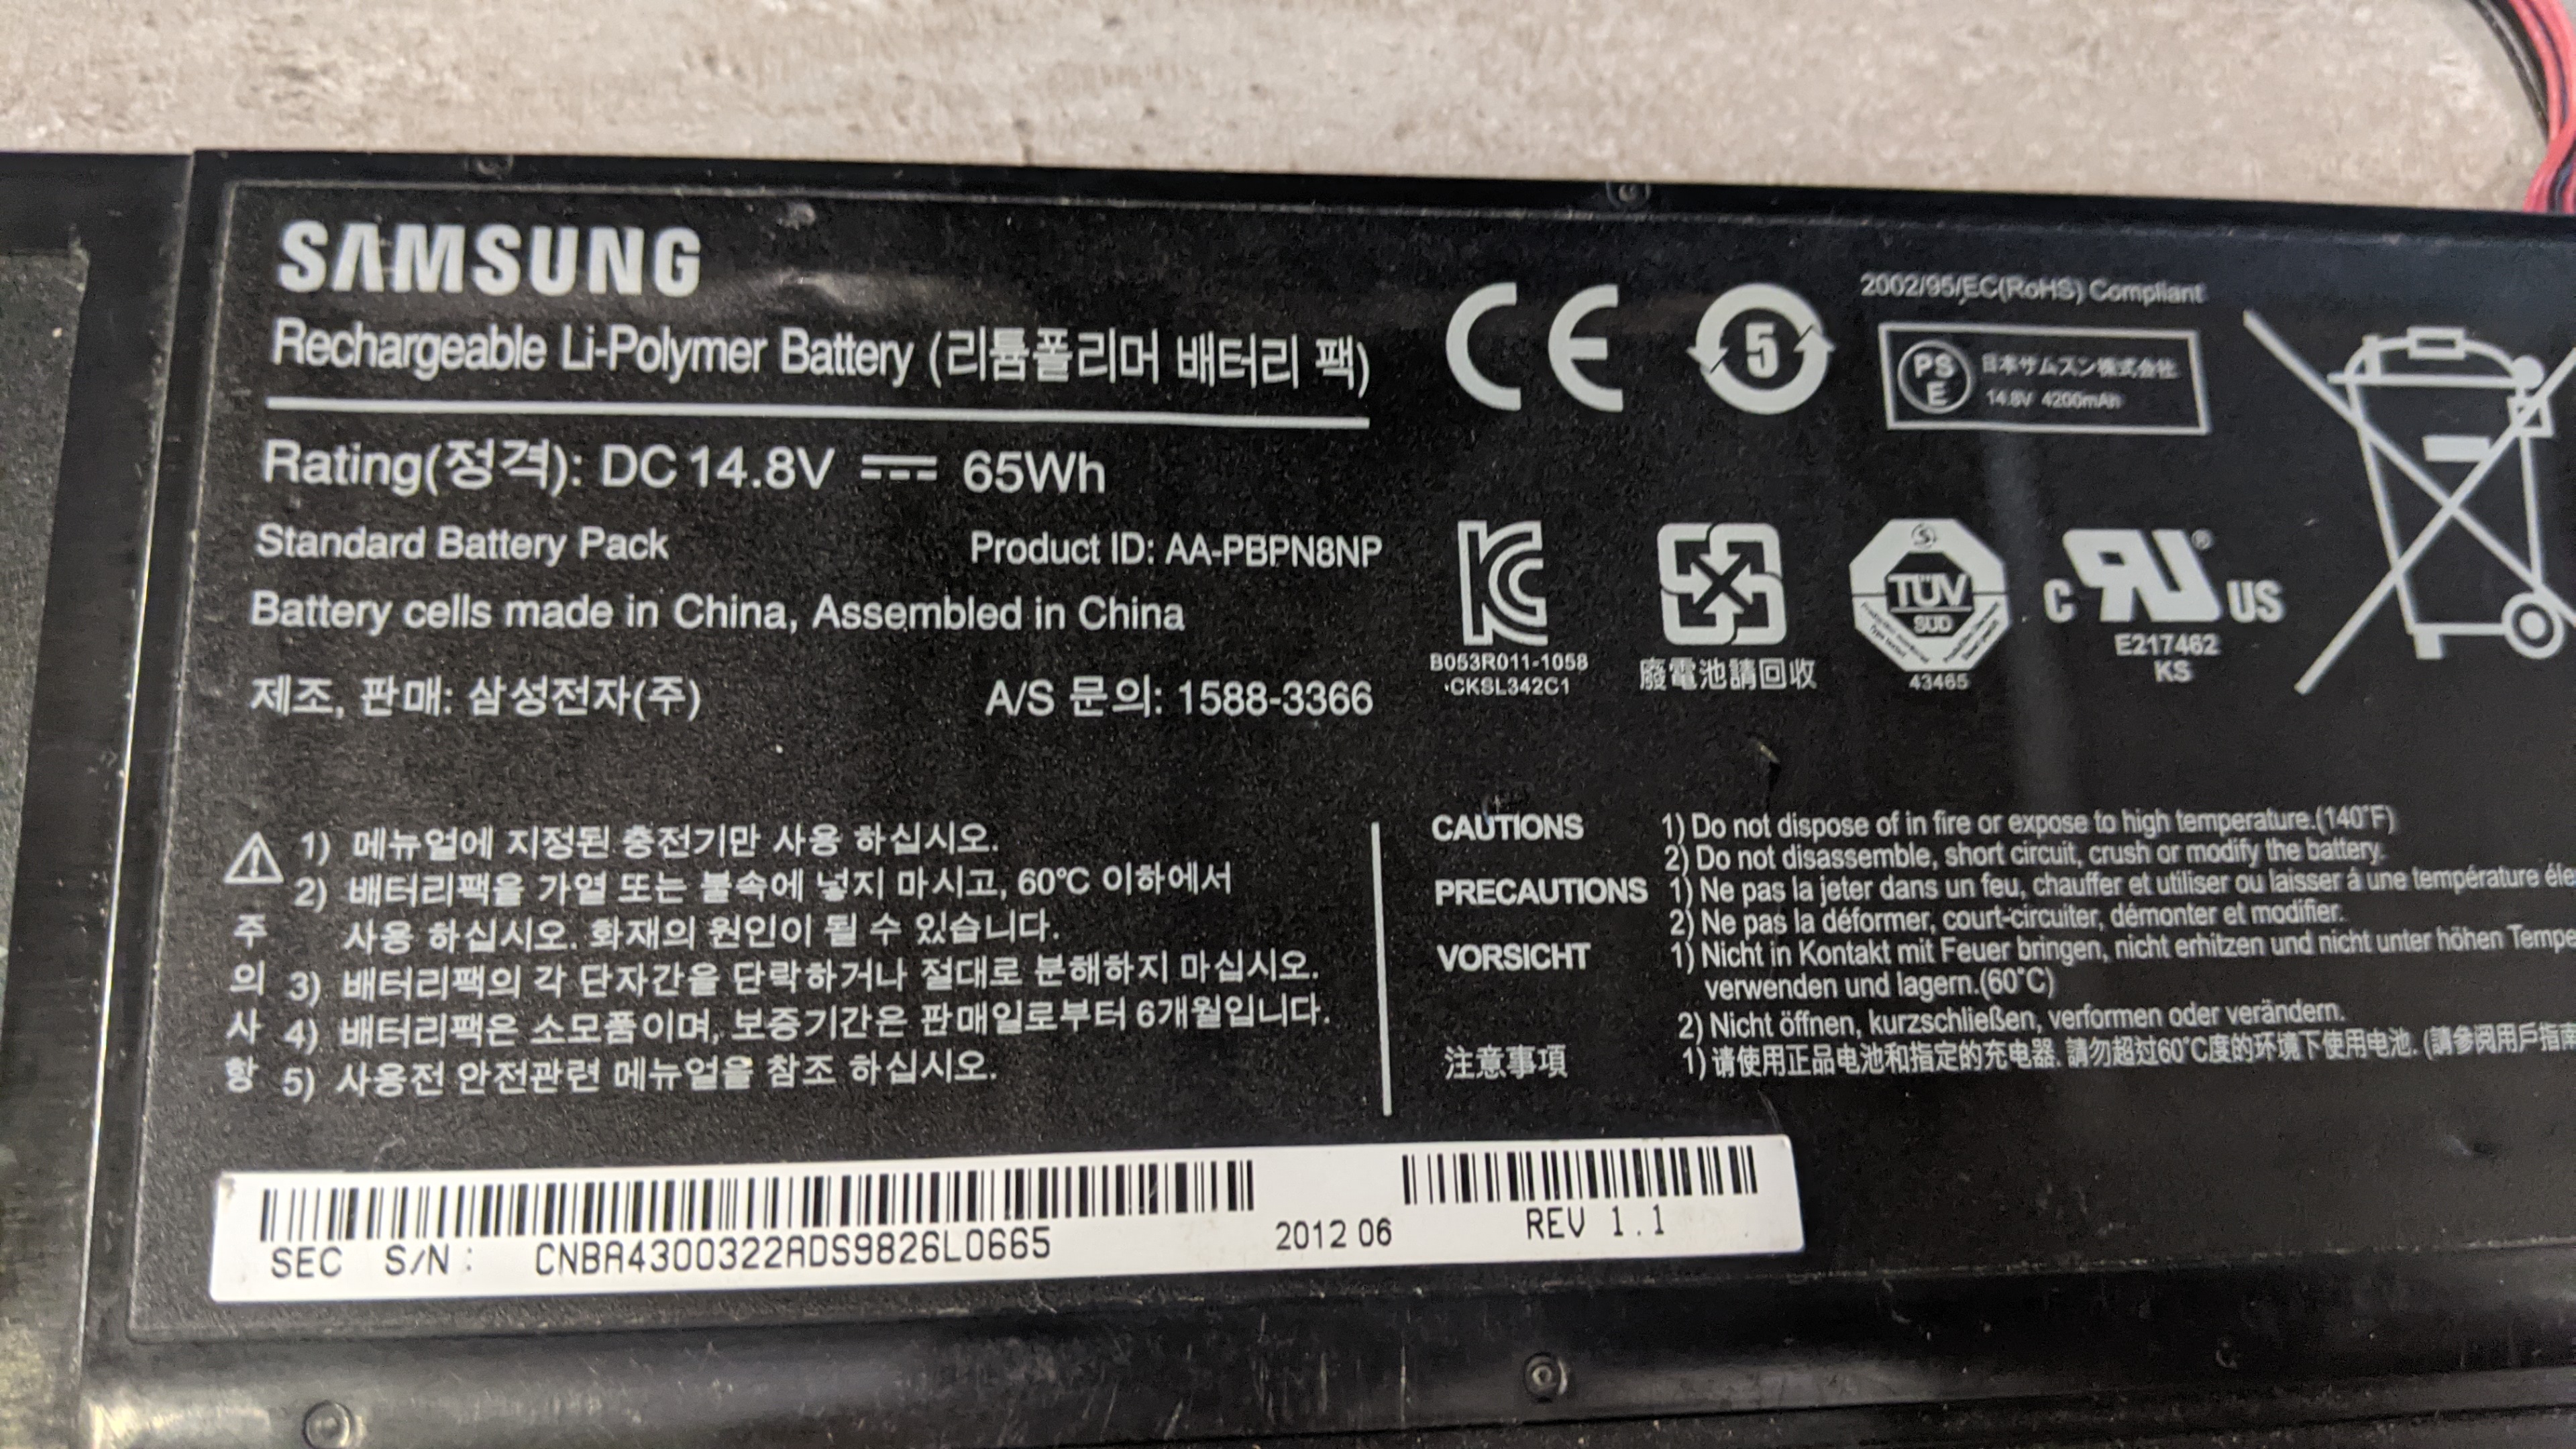 SAMSUNG
Rechargeable Li-Polymer Battery (리튬폴리머 배터리 팩)
Rating(정격): DC 14.8V 65Wh
Standard Battery Pack Product ID: AA-PBPN8NP
Battery cells made in China, Assembled in China
제조, 판매: 삼성전자(주) A/S 문의: 1588-3366
CE
5
2002/95/EC(RoHS) Compliant
PS
E
日本サムスン株式会社
14.8V 4200mAh
B053R011-1058
CKSL342C1
廢電池請回收
S
TÜV
SÜD
43465
C RU ® US
E217462
KS
주의사항
1) 메뉴얼에 지정된 충전기만 사용 하십시오.
2) 배터리팩을 가열 또는 불속에 넣지 마시고, 60°C 이하에서
사용 하십시오. 화재의 원인이 될 수 있습니다.
3) 배터리팩의 각 단자간을 단락하거나 절대로 분해하지 마십시오.
4) 배터리팩은 소모품이며, 보증기간은 판매일로부터 6개월입니다.
5) 사용전 안전관련 메뉴얼을 참조 하십시오.
CAUTIONS 1) Do not dispose of in fire or expose to high temperature.(140°F)
2) Do not disassemble, short circuit, crush or modify the battery.
PRECAUTIONS 1) Ne pas la jeter dans un feu, chauffer et utiliser ou laisser á une température éle
2) Ne pas la déformer, court-circuiter, démonter et modifier.
VORSICHT 1) Nicht in Kontakt mit Feuer bringen, nicht erhitzen und nicht unter höhen Tempe
verwenden und lagern.(60°C)
2) Nicht öffnen, kurzschließen, verformen oder verändern.
注意事項 1) 请使用正品电池和指定的充电器. 請勿超过60°C度的环境下使用电池. (請参阅用戶指南
SEC S/N : CNBA4300322ADS9826L0665 2012 06 REV 1.1